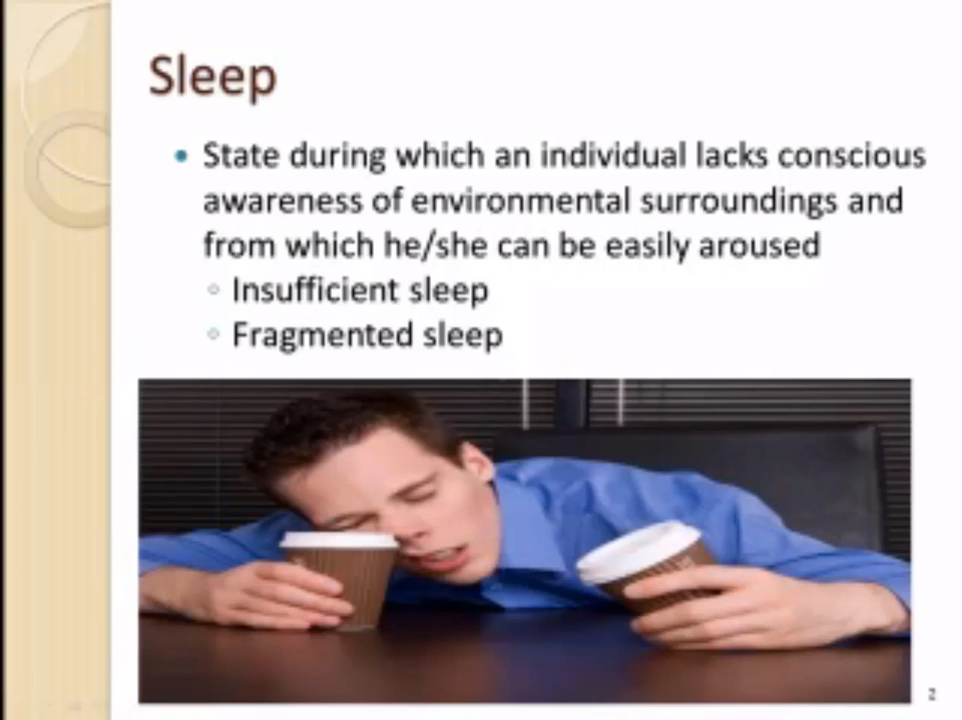 Sleep
State during which an individual lacks conscious
awareness of environmental surroundings and
from which he/she can be easily aroused
Insufficient sleep
Fragmented sleep
2